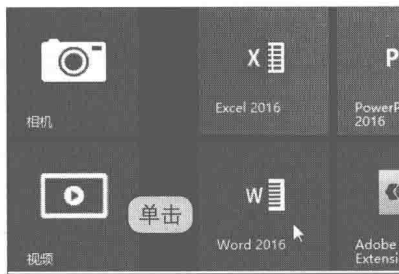 X
P
相机
Excel 2016
PowerP
2016
单击
W
视频
Word 2016
Adobe
Extensi